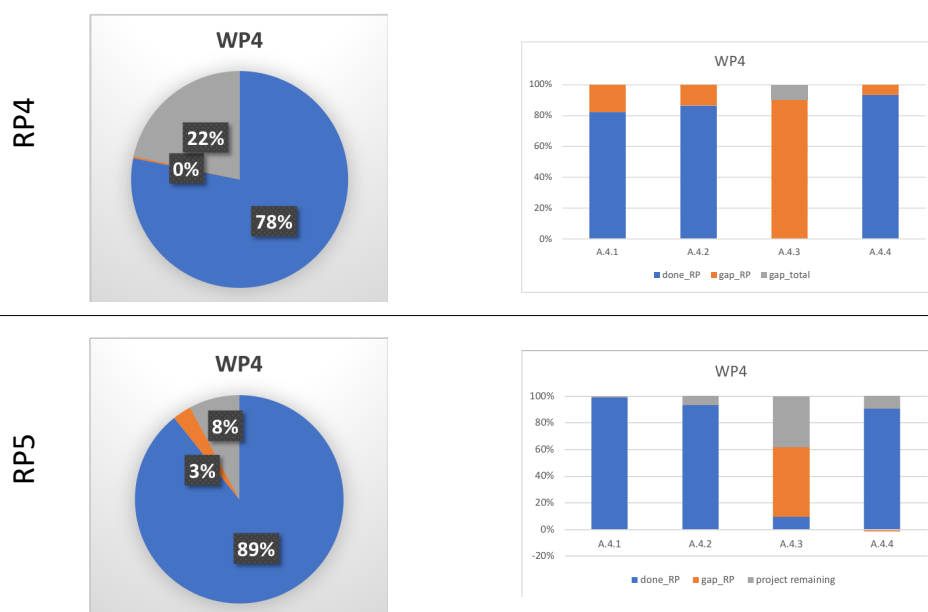 RP4
WP4
22%
0%
78%
WP4
100%
80%
60%
40%
20%
0%
A.4.1 A.4.2 A.4.3 A.4.4
done_RP gap_RP gap_total
RP5
WP4
8%
3%
89%
WP4
100%
80%
60%
40%
20%
0%
-20%
A.4.1 A.4.2 A.4.3 A.4.4
done_RP gap_RP project remaining